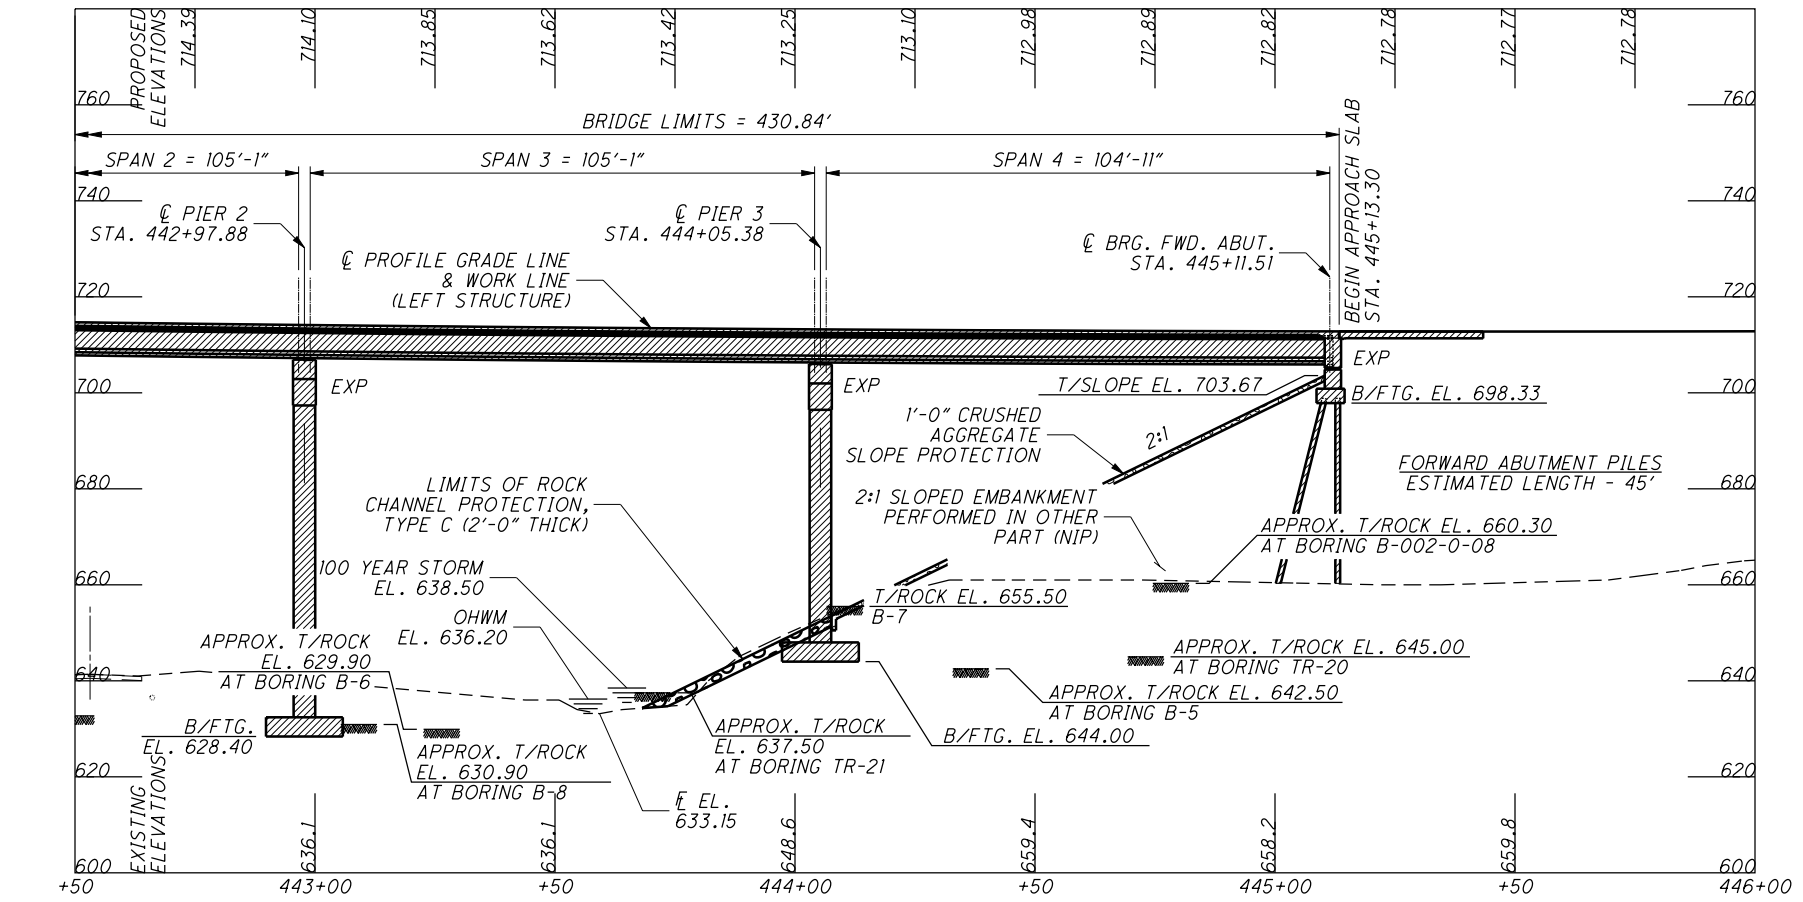 PROPOSED
ELEVATIONS
714.39
714.10
713.85
713.62
713.42
713.25
713.10
712.98
712.89
712.82
712.78
712.77
712.78
760
760
BRIDGE LIMITS = 430.84'
SPAN 2 = 105'-1"
SPAN 3 = 105'-1"
SPAN 4 = 104'-11"
BEGIN APPROACH SLAB
STA. 445+13.30
740
740
℄ PIER 2
STA. 442+97.88
℄ PIER 3
STA. 444+05.38
℄ BRG. FWD. ABUT.
STA. 445+11.51
℄ PROFILE GRADE LINE
& WORK LINE
(LEFT STRUCTURE)
720
720
EXP
EXP
EXP
700
700
T/SLOPE EL. 703.67
B/FTG. EL. 698.33
1'-0" CRUSHED
AGGREGATE
SLOPE PROTECTION
2:1
FORWARD ABUTMENT PILES
ESTIMATED LENGTH - 45'
680
680
LIMITS OF ROCK
CHANNEL PROTECTION,
TYPE C (2'-0" THICK)
2:1 SLOPED EMBANKMENT
PERFORMED IN OTHER
PART (NIP)
APPROX. T/ROCK EL. 660.30
AT BORING B-002-0-08
100 YEAR STORM
EL. 638.50
660
660
OHWM
EL. 636.20
T/ROCK EL. 655.50
B-7
APPROX. T/ROCK
EL. 629.90
AT BORING B-6
APPROX. T/ROCK EL. 645.00
AT BORING TR-20
640
640
APPROX. T/ROCK EL. 642.50
AT BORING B-5
B/FTG.
EL. 628.40
APPROX. T/ROCK
EL. 630.90
AT BORING B-8
APPROX. T/ROCK
EL. 637.50
AT BORING TR-21
B/FTG. EL. 644.00
620
620
EL.
633.15
EXISTING
ELEVATIONS
636.1
636.1
648.6
659.4
658.2
659.8
600
600
+50
443+00
+50
444+00
+50
445+00
+50
446+00